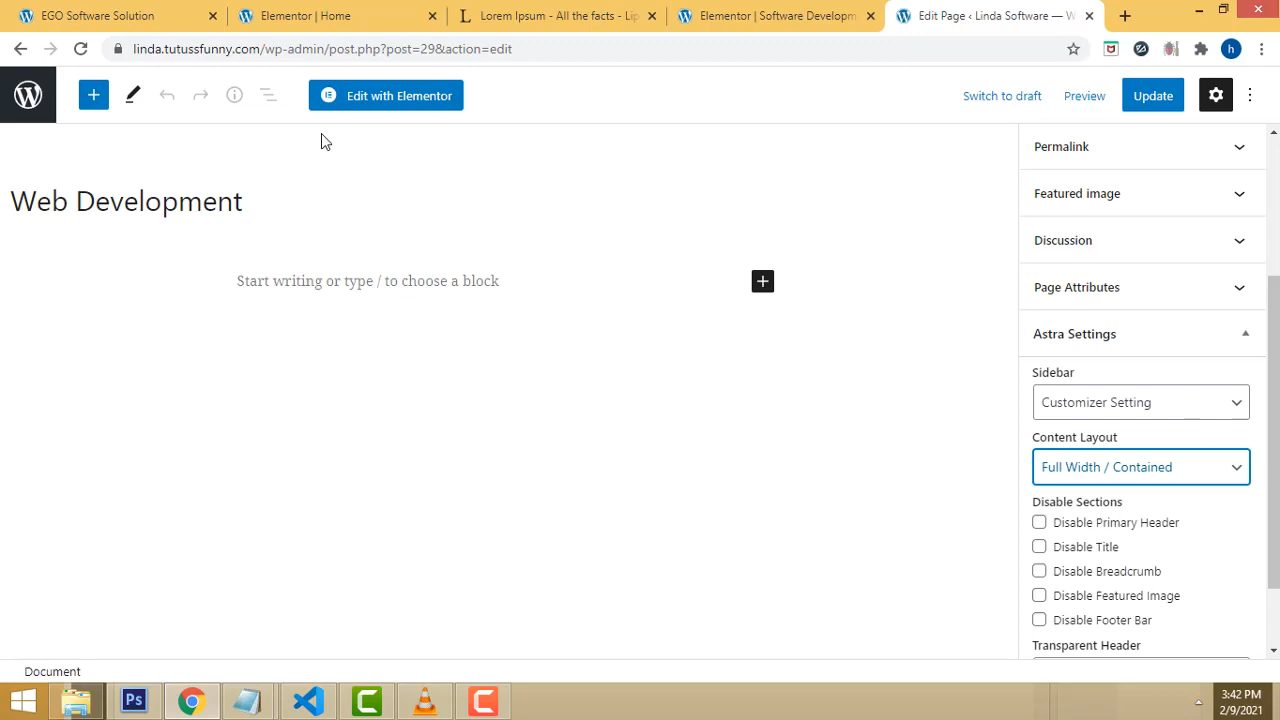 EGO Software Solution
Elementor | Home
Lorem Ipsum - All the facts - Lip
Elementor | Software Developm
Edit Page ‹ Linda Software — W
linda.tutussfunny.com/wp-admin/post.php?post=29&action=edit
h
Edit with Elementor
Switch to draft
Preview
Update
Web Development
Start writing or type / to choose a block
Permalink
Featured image
Discussion
Page Attributes
Astra Settings
Sidebar
Customizer Setting
Content Layout
Full Width / Contained
Disable Sections
Disable Primary Header
Disable Title
Disable Breadcrumb
Disable Featured Image
Disable Footer Bar
Transparent Header
Document
Ps
3:42 PM
2/9/2021